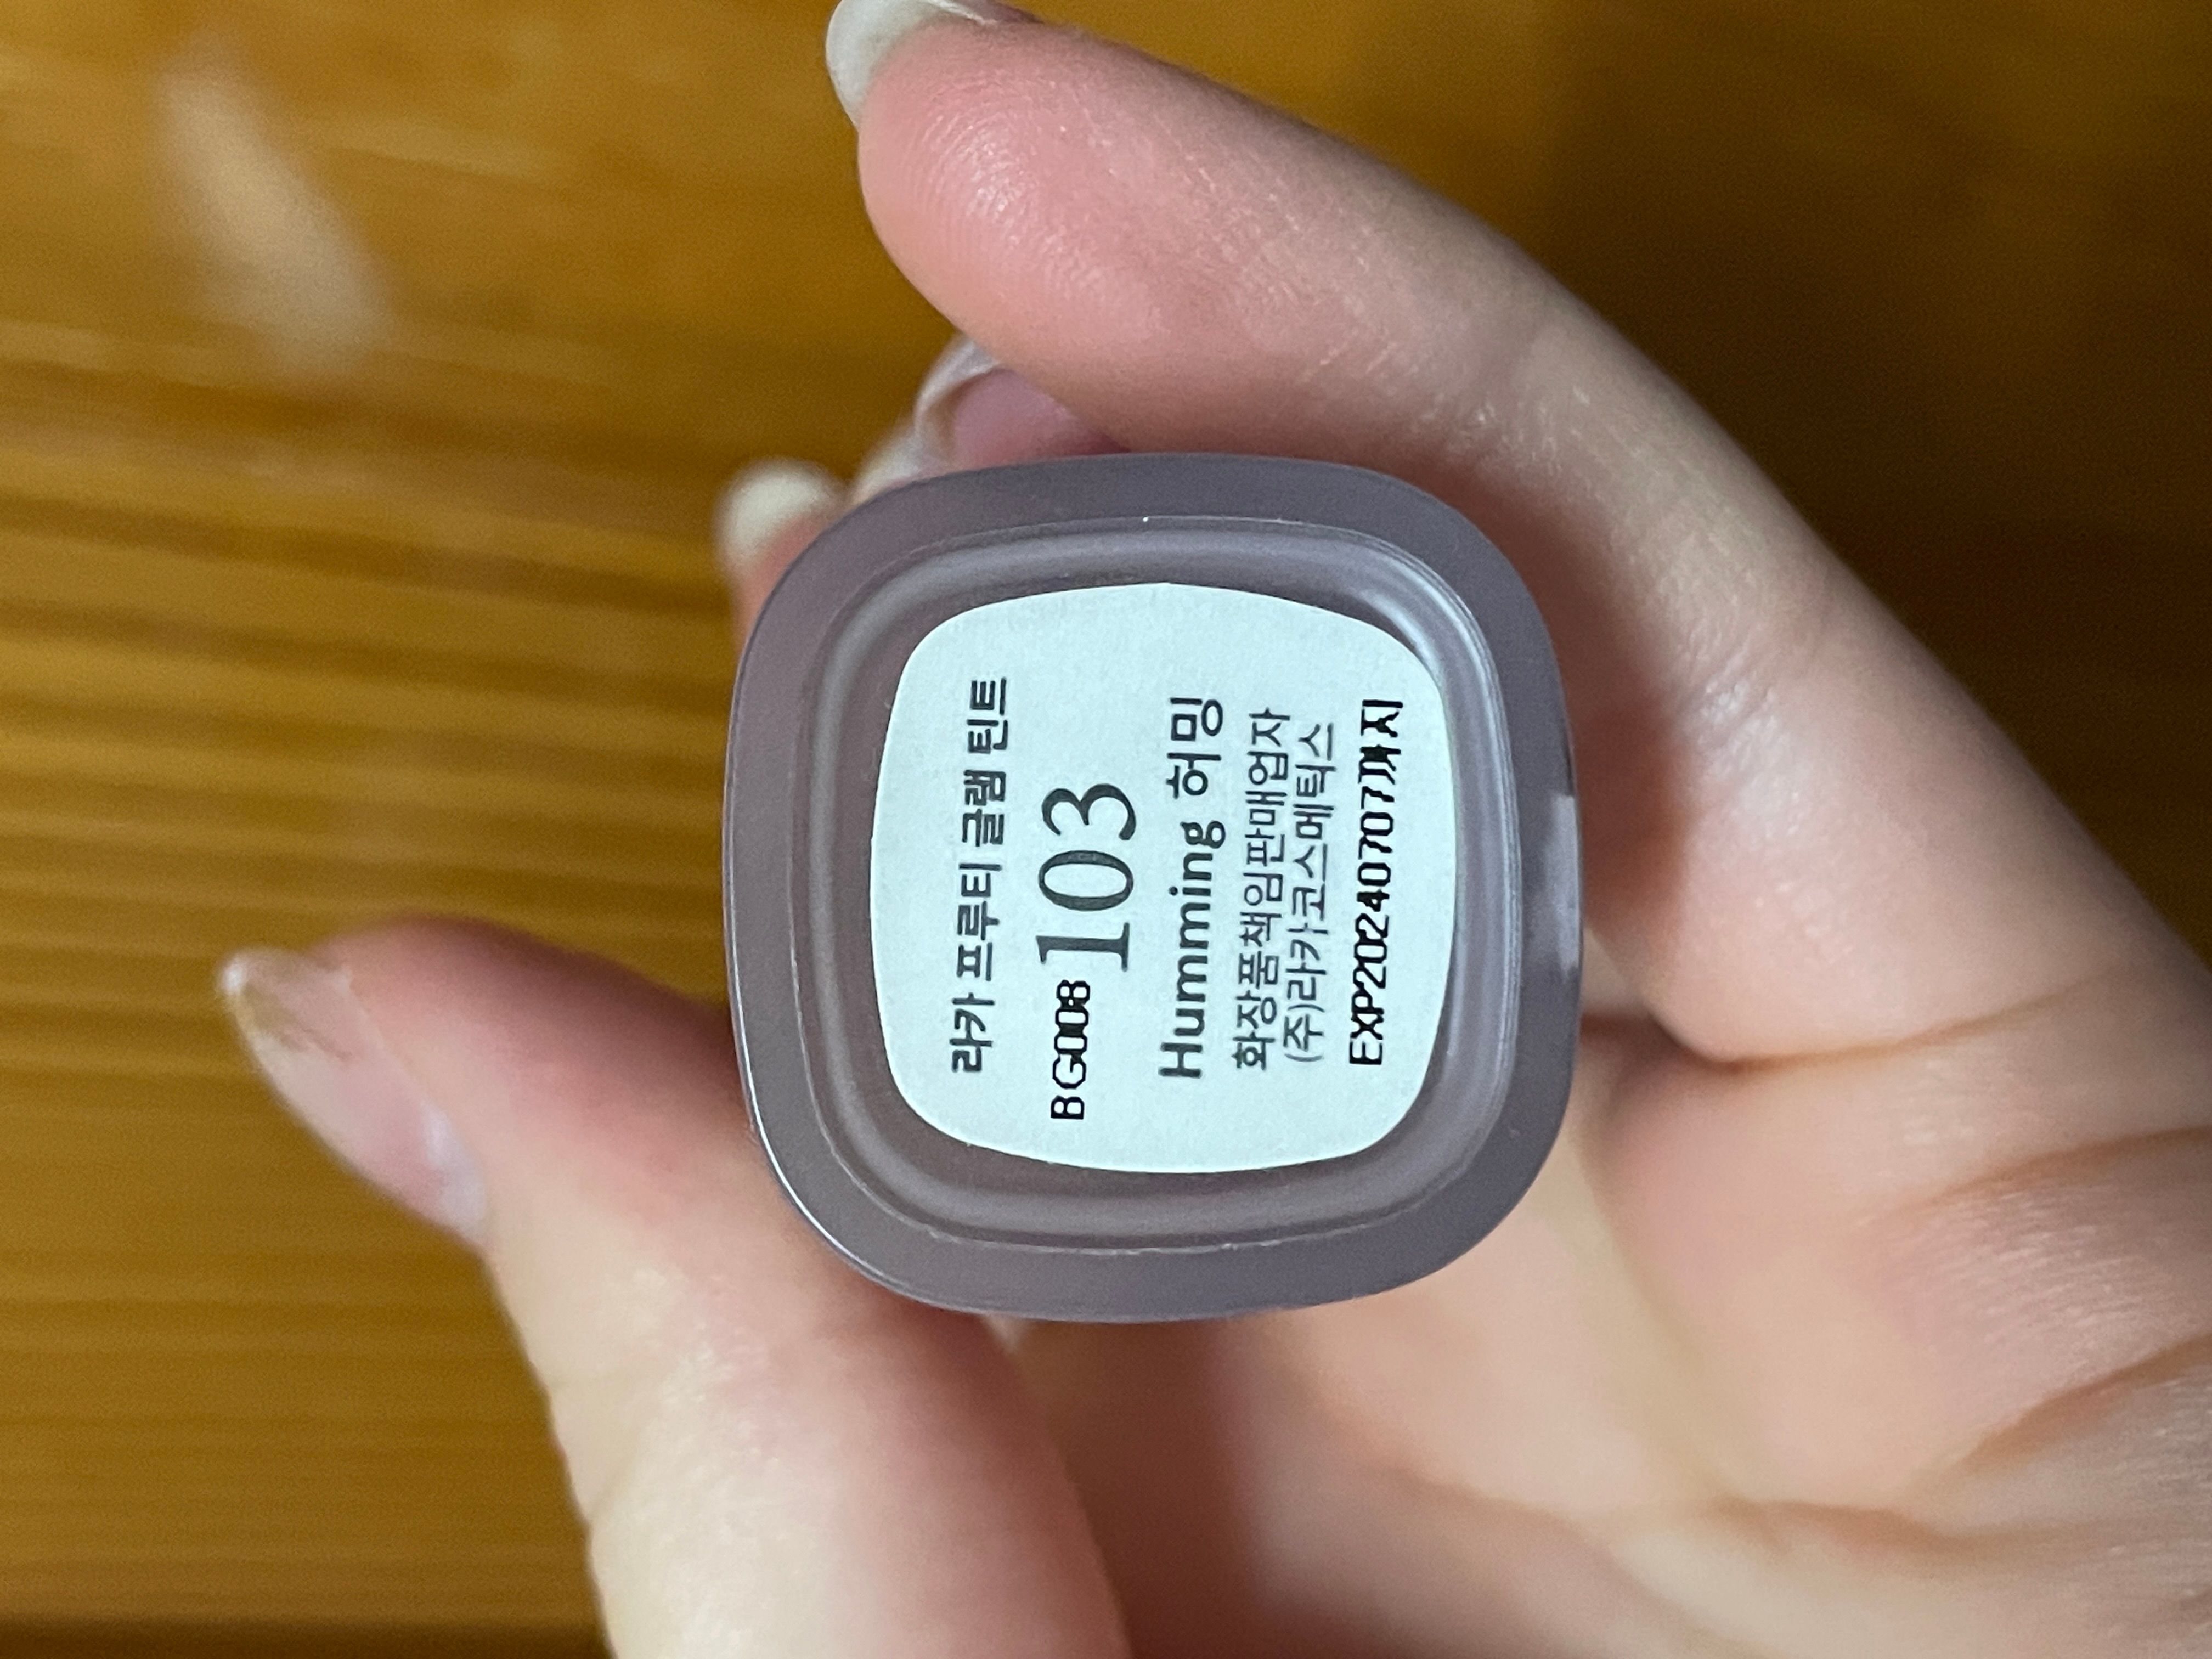 라카 프루티 글램 틴트
BG008 103
Humming 허밍
화장품책임판매업자
(주)라카코스메틱스
EXP20240707까지